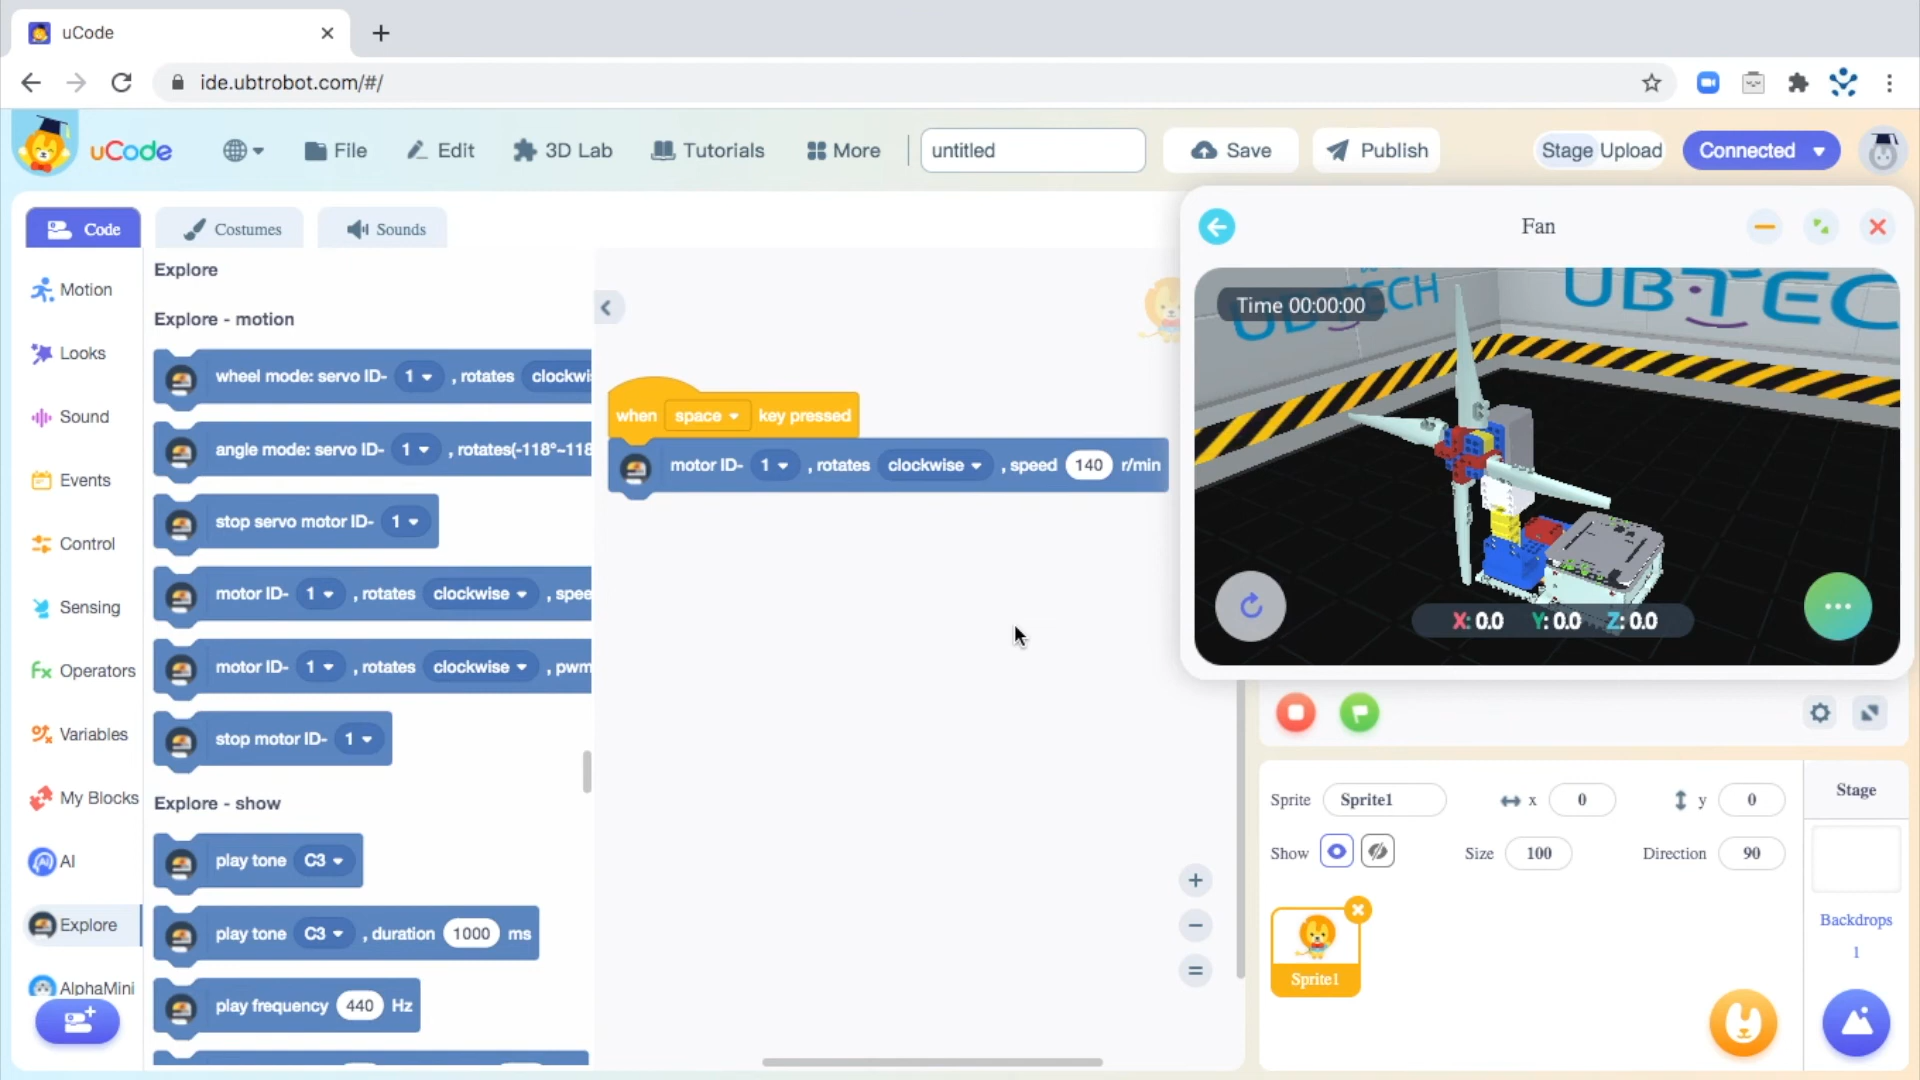 uCode
ide.ubtrobot.com/#/
uCode
File
Edit
3D Lab
Tutorials
More
untitled
Save
Publish
Stage
Upload
Connected
Code
Costumes
Sounds
Motion
Looks
Sound
Events
Control
Sensing
Operators
Variables
My Blocks
AI
Explore
AlphaMini
Explore
Explore - motion
wheel mode: servo ID- 1 , rotates clockwi
angle mode: servo ID- 1 , rotates(-118°~118
stop servo motor ID- 1
motor ID- 1 , rotates clockwise , spee
motor ID- 1 , rotates clockwise , pwm
stop motor ID- 1
Explore - show
play tone C3
play tone C3 , duration 1000 ms
play frequency 440 Hz
when space key pressed
motor ID- 1 , rotates clockwise , speed 140 r/min
Fan
Time 00:00:00
UBTECH
UBTEC
X: 0.0 Y: 0.0 Z: 0.0
Sprite Sprite1 x 0 y 0
Show Size 100 Direction 90
Sprite1
Stage
Backdrops
1